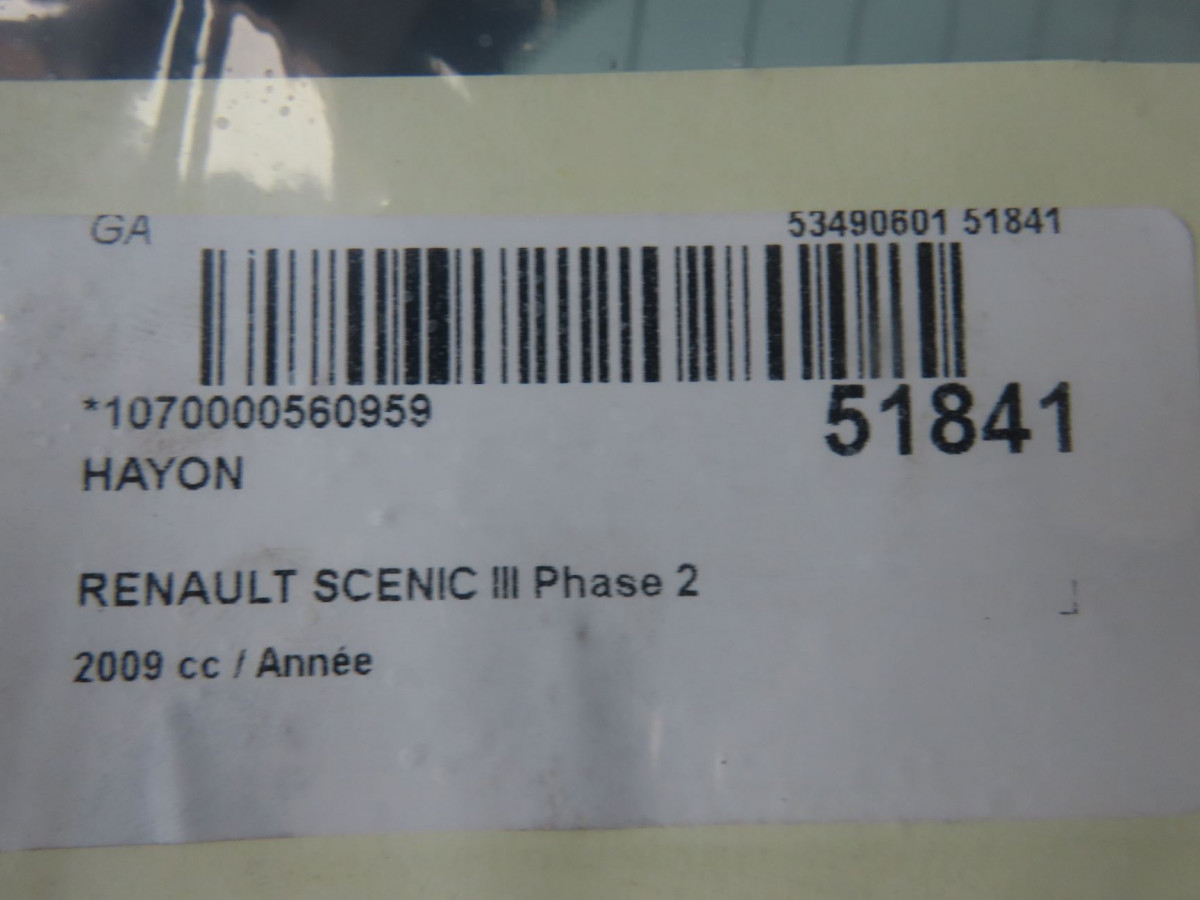 GA
53490601 51841
*1070000560959
51841
HAYON
RENAULT SCENIC III Phase 2
2009 cc / Année